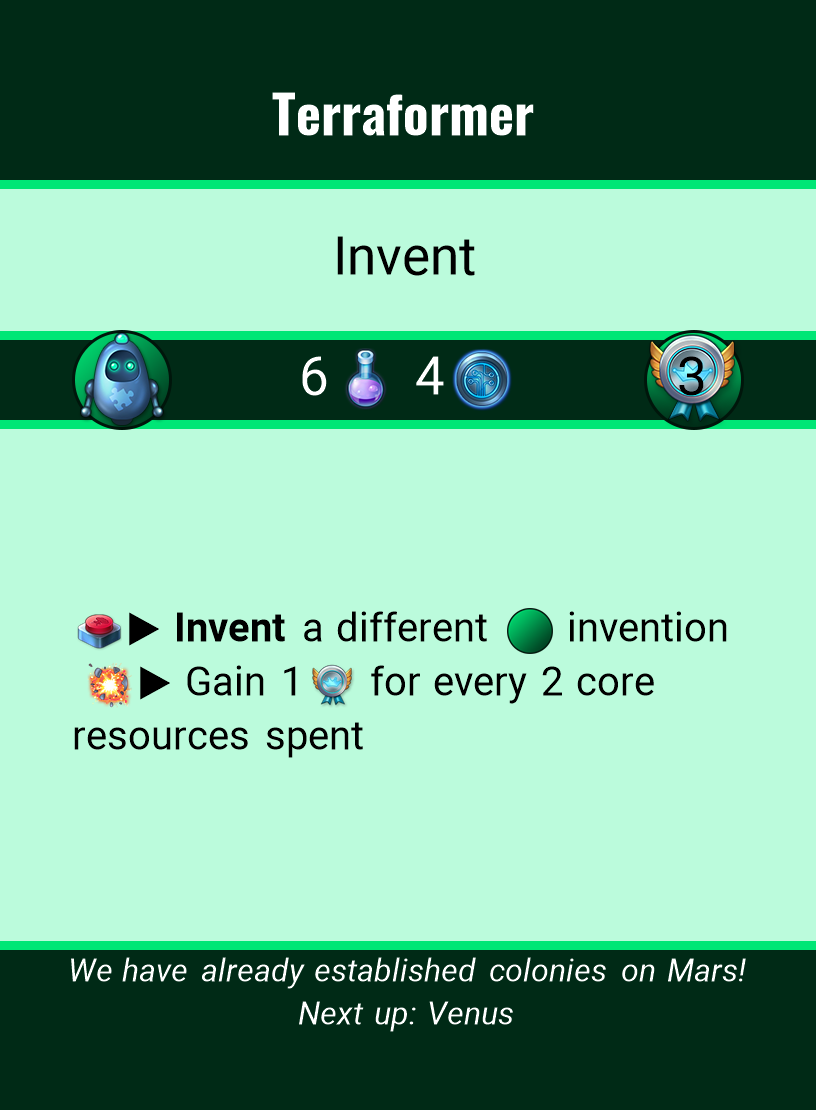 Terraformer
Invent
6 4 3
▶ Invent a different invention
▶ Gain 1 for every 2 core
resources spent
We have already established colonies on Mars!
Next up: Venus